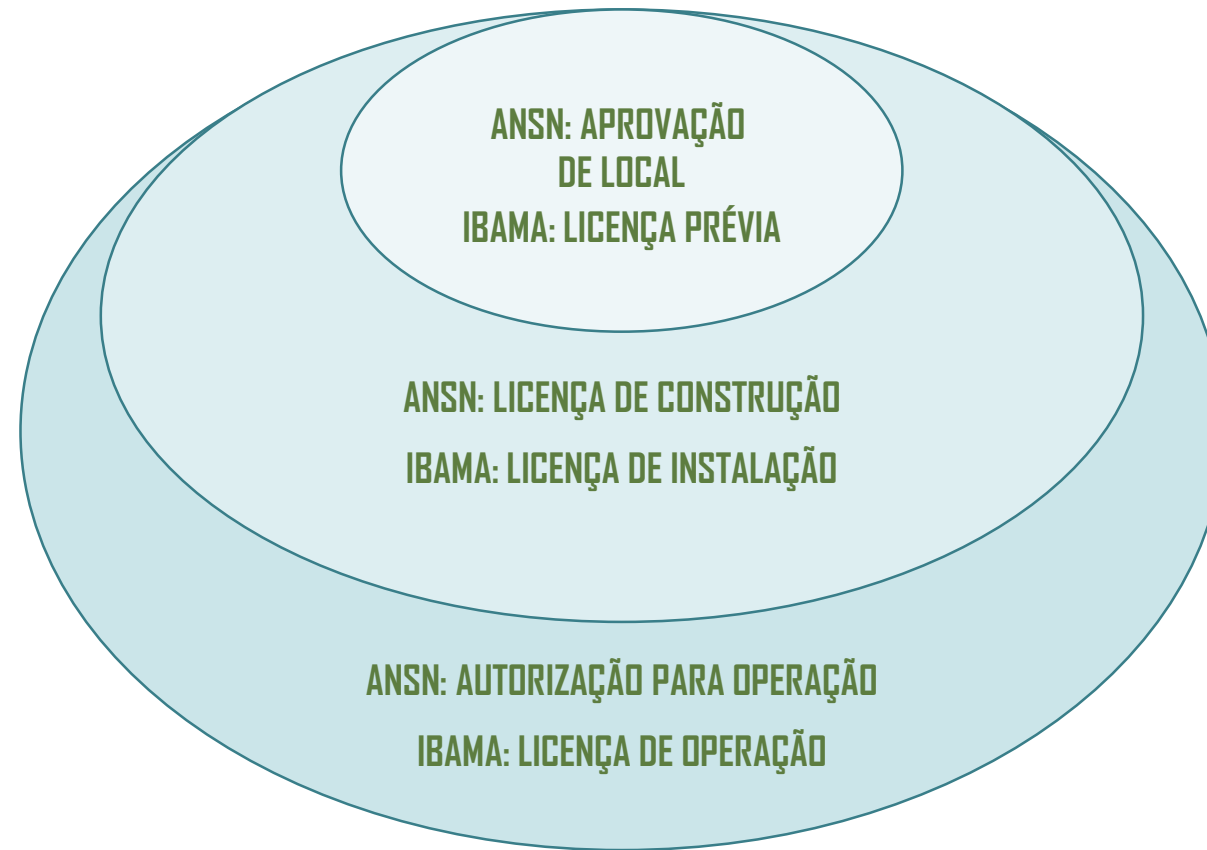 ANSN: APROVAÇÃO
DE LOCAL
IBAMA: LICENÇA PRÉVIA
ANSN: LICENÇA DE CONSTRUÇÃO
IBAMA: LICENÇA DE INSTALAÇÃO
ANSN: AUTORIZAÇÃO PARA OPERAÇÃO
IBAMA: LICENÇA DE OPERAÇÃO